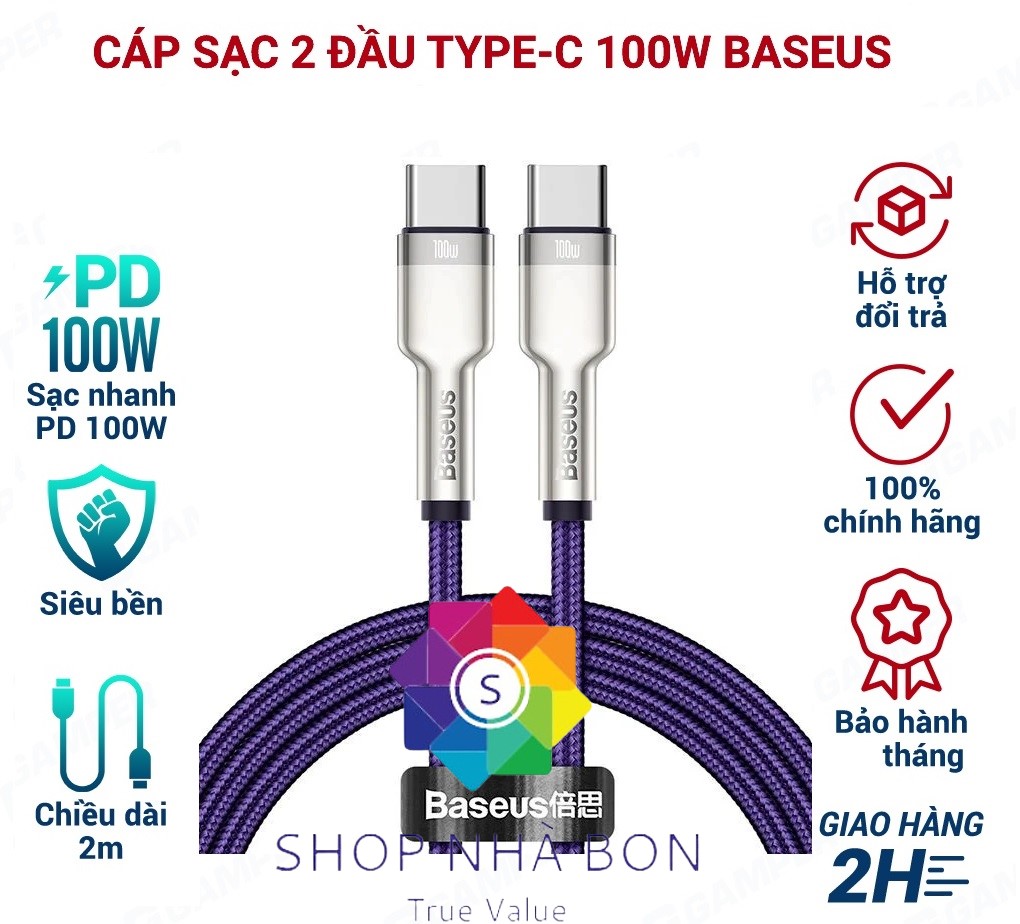 CÁP SẠC 2 ĐẦU TYPE-C 100W BASEUS
100w
100w
Baseus
Baseus
PD
100W
Sạc nhanh
PD 100W
Siêu bền
Chiều dài
2m
Hỗ trợ
đổi trả
100%
chính hãng
Bảo hành
tháng
GIAO HÀNG
2H
S
Baseus倍思
SHOP NHÀ BON
True Value